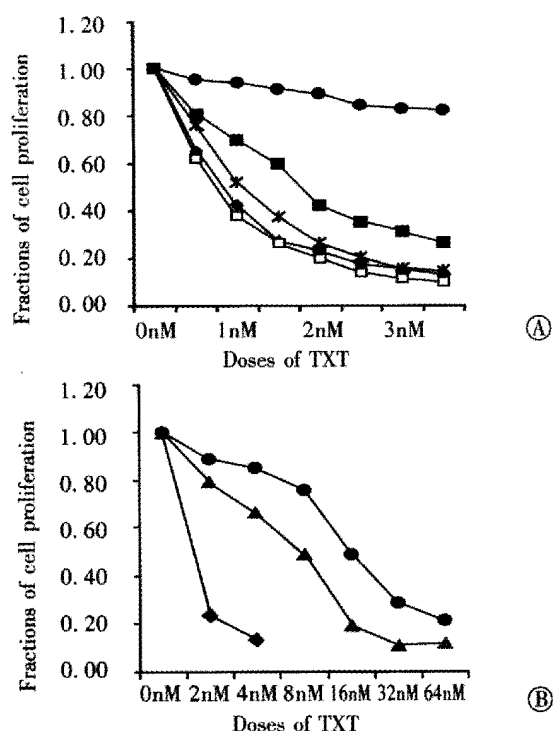 1. 20
1. 00
0. 80
0. 60
0. 40
0. 20
0. 00
Fractions of cell proliferation
0nM 1nM 2nM 3nM
Doses of TXT
Ⓐ
1. 20
1. 00
0. 80
0. 60
0. 40
0. 20
0. 00
Fractions of cell proliferation
0nM 2nM 4nM 8nM 16nM 32nM 64nM
Doses of TXT
Ⓑ